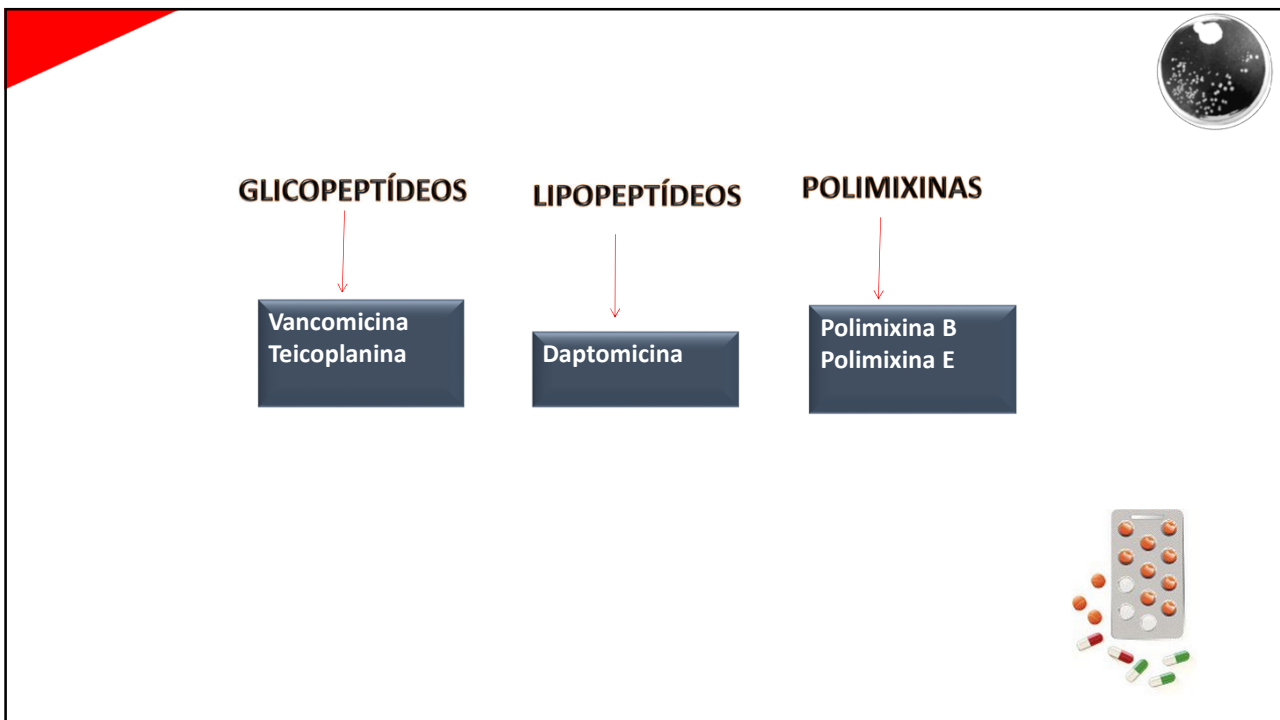 GLICOPEPTÍDEOS
Vancomicina
Teicoplanina
LIPOPEPTÍDEOS
Daptomicina
POLIMIXINAS
Polimixina B
Polimixina E